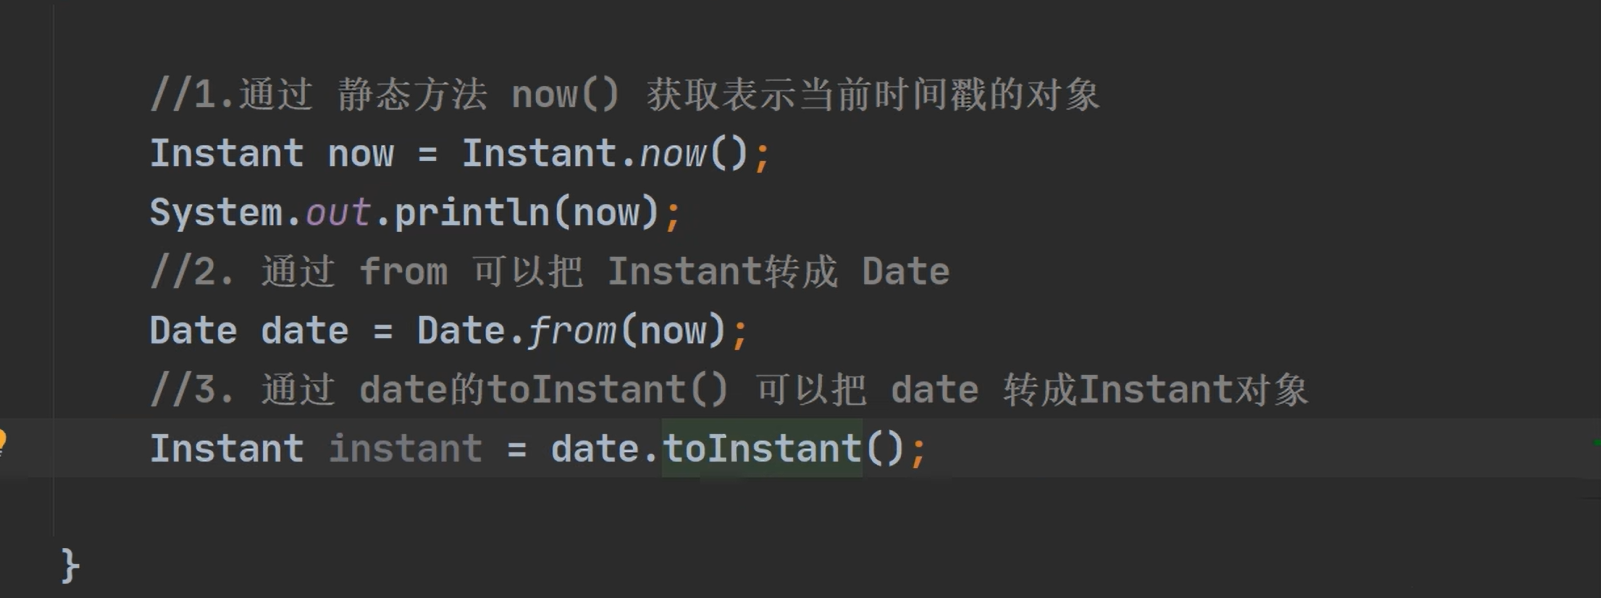 //1.通过 静态方法 now() 获取表示当前时间戳的对象
Instant now = Instant.now();
System.out.println(now);
//2. 通过 from 可以把 Instant转成 Date
Date date = Date.from(now);
//3. 通过 date的toInstant() 可以把 date 转成Instant对象
Instant instant = date.toInstant();
}